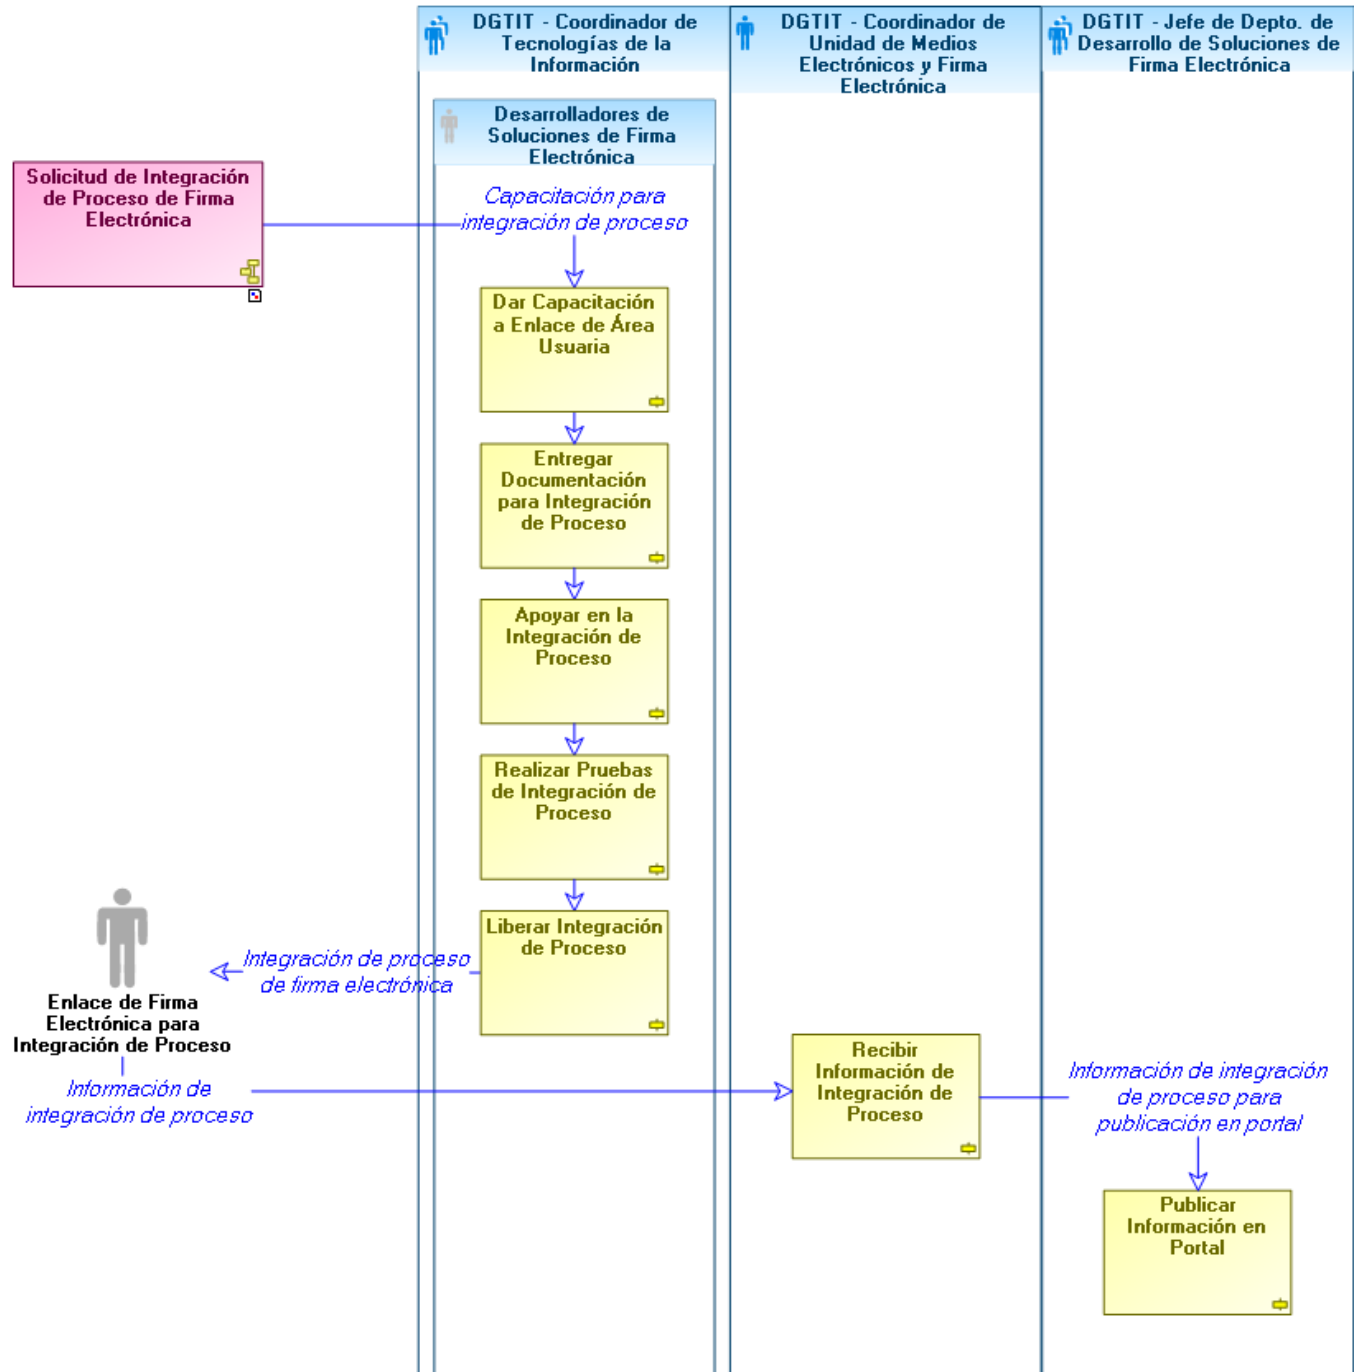 DGTIT - Coordinador de
Tecnologías de la
Información
DGTIT - Coordinador de
Unidad de Medios
Electrónicos y Firma
Electrónica
DGTIT - Jefe de Depto. de
Desarrollo de Soluciones de
Firma Electrónica
Desarrolladores de
Soluciones de Firma
Electrónica
Solicitud de Integración
de Proceso de Firma
Electrónica
Capacitación para
integración de proceso
Dar Capacitación
a Enlace de Área
Usuaria
Entregar
Documentación
para Integración
de Proceso
Apoyar en la
Integración de
Proceso
Realizar Pruebas
de Integración de
Proceso
Liberar Integración
de Proceso
Integración de proceso
de firma electrónica
Enlace de Firma
Electrónica para
Integración de Proceso
Información de
integración de proceso
Recibir
Información de
Integración de
Proceso
Información de integración
de proceso para
publicación en portal
Publicar
Información en
Portal